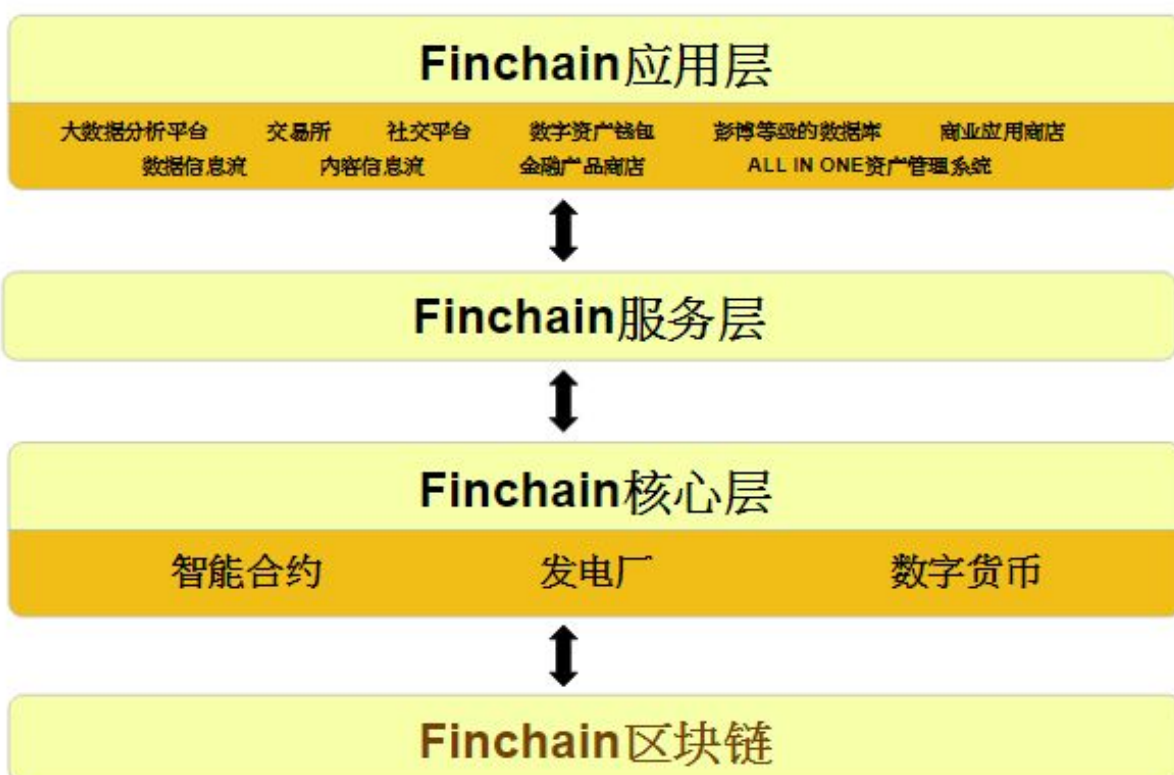 Finchain应用层
大数据分析平台 交易所 社交平台 数字资产钱包 彭博等级的数据库 商业应用商店
数据信息流 内容信息流 金融产品商店 ALL IN ONE资产管理系统
Finchain服务层
Finchain核心层
智能合约 发电厂 数字货币
Finchain区块链